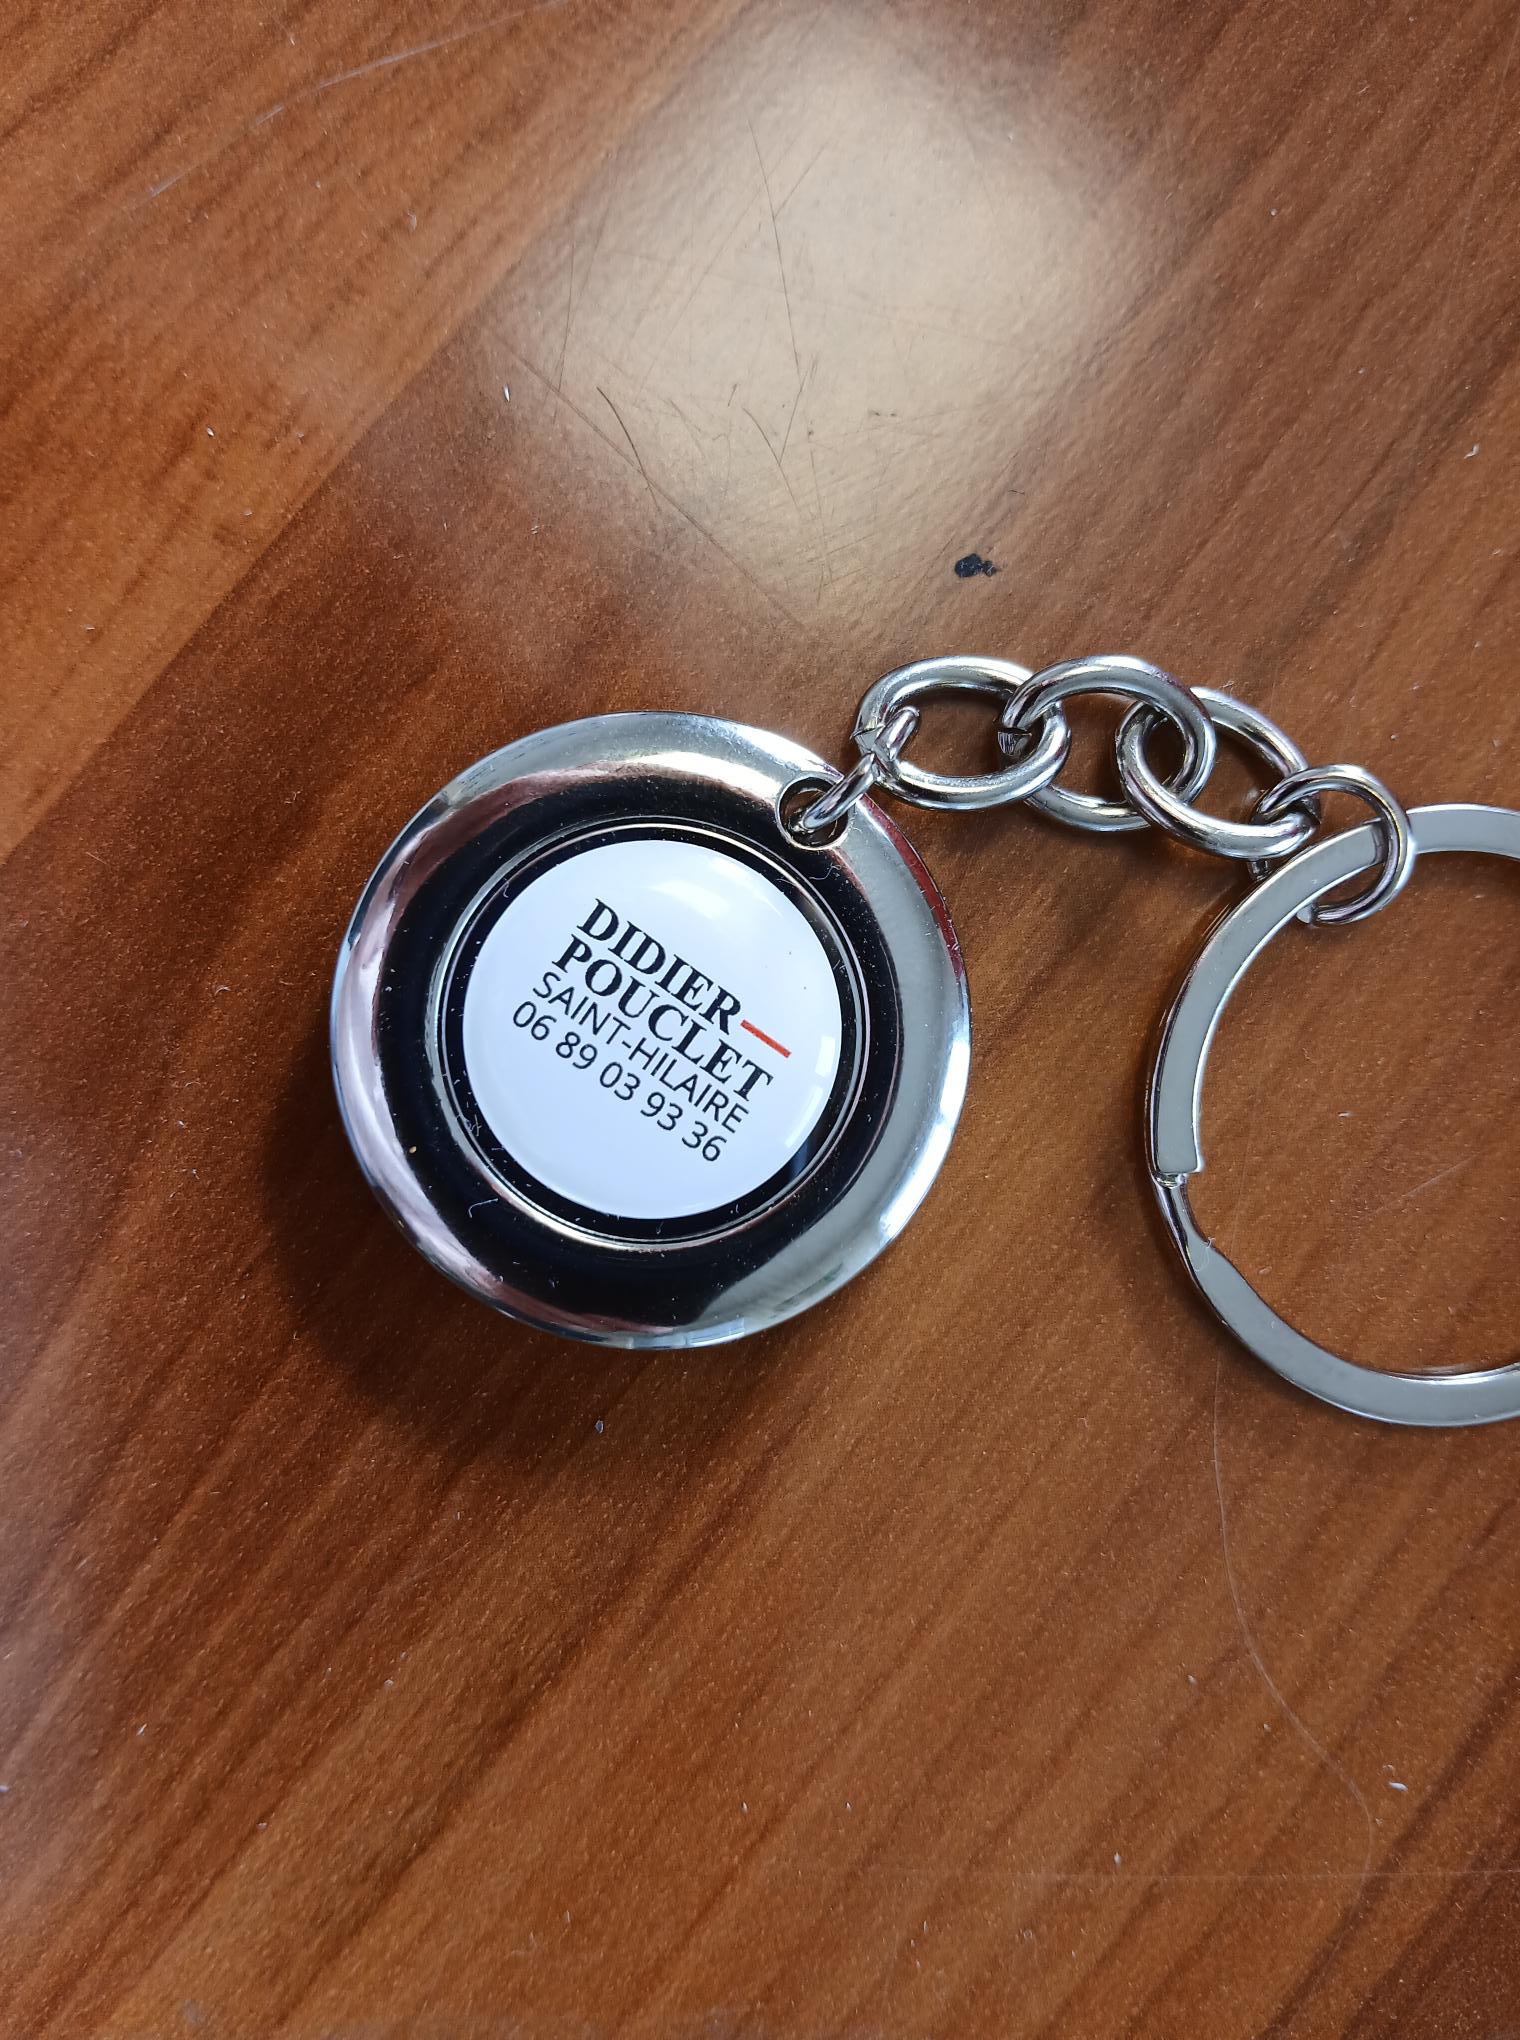 DIDIER
POUCLET
SAINT-HILAIRE
06 89 03 93 36